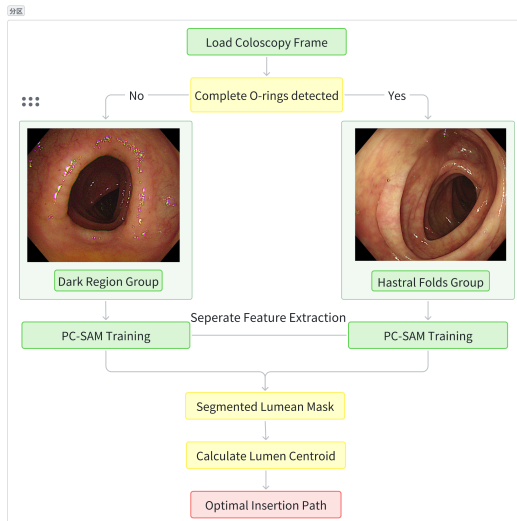 分区
Load Coloscopy Frame
Complete O-rings detected
No
Yes
Dark Region Group
Hastral Folds Group
Seperate Feature Extraction
PC-SAM Training
PC-SAM Training
Segmented Lumean Mask
Calculate Lumen Centroid
Optimal Insertion Path